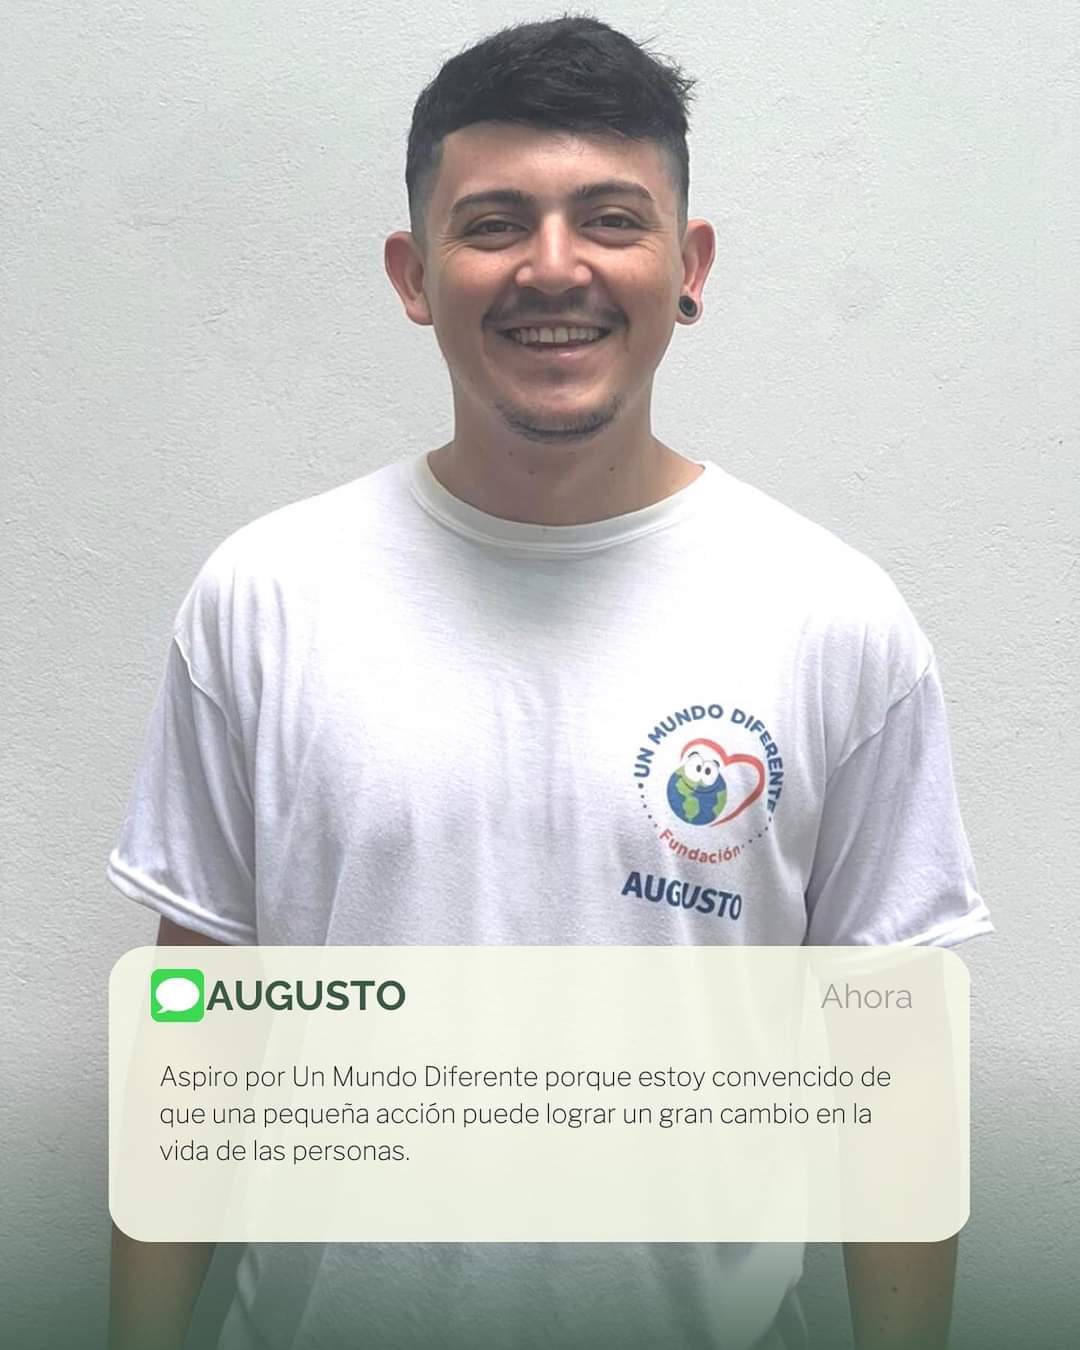 UN MUNDO DIFERENTE
Fundación
AUGUSTO
AUGUSTO
Ahora
Aspiro por Un Mundo Diferente porque estoy convencido de
que una pequeña acción puede lograr un gran cambio en la
vida de las personas.